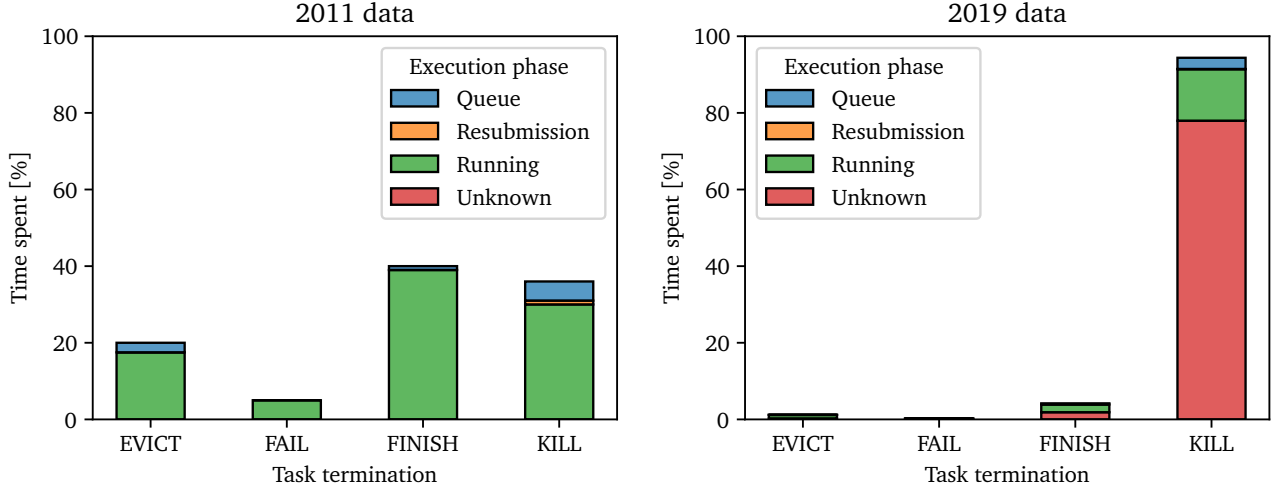 2011 data
100
80
60
40
20
0
Time spent [%]
Execution phase
Queue
Resubmission
Running
Unknown
EVICT
FAIL
FINISH
KILL
Task termination
2019 data
100
80
60
40
20
0
Time spent [%]
Execution phase
Queue
Resubmission
Running
Unknown
EVICT
FAIL
FINISH
KILL
Task termination